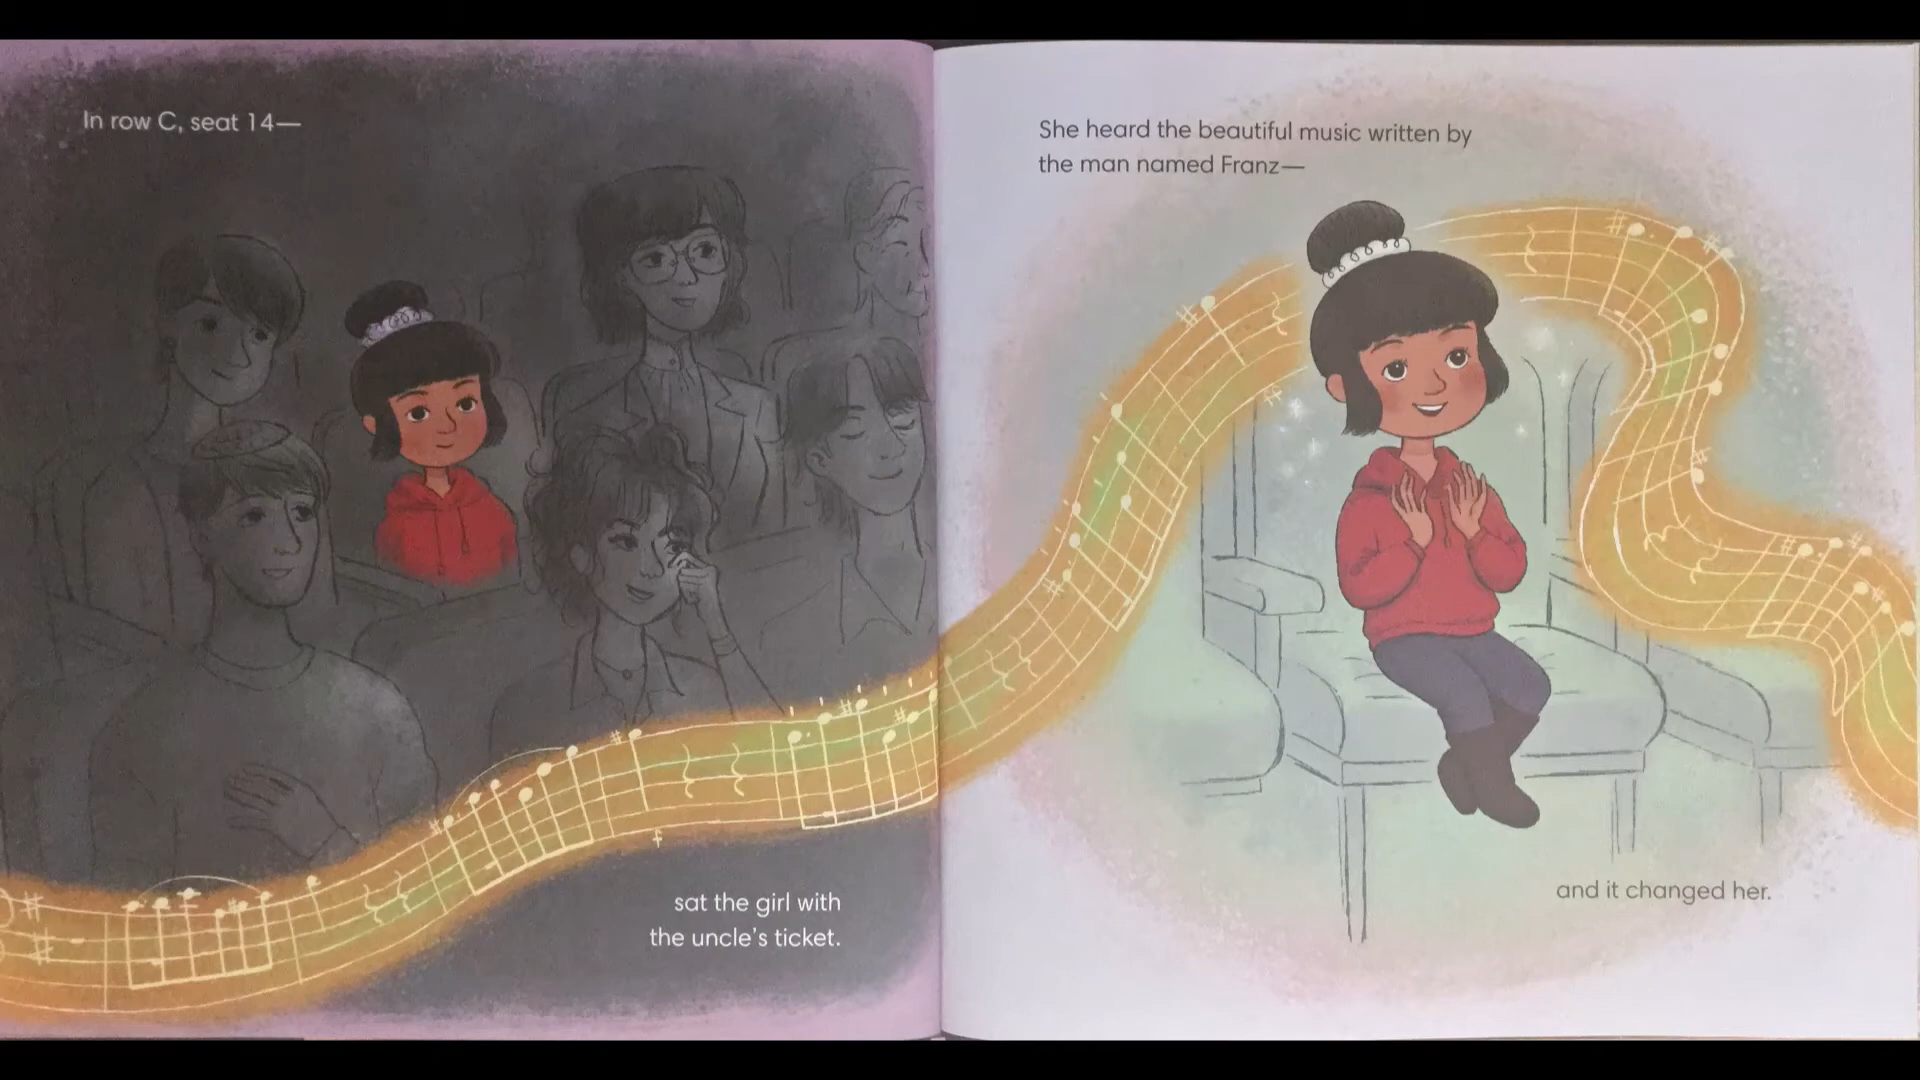 In row C, seat 14—
sat the girl with
the uncle's ticket.
She heard the beautiful music written by
the man named Franz—
and it changed her.